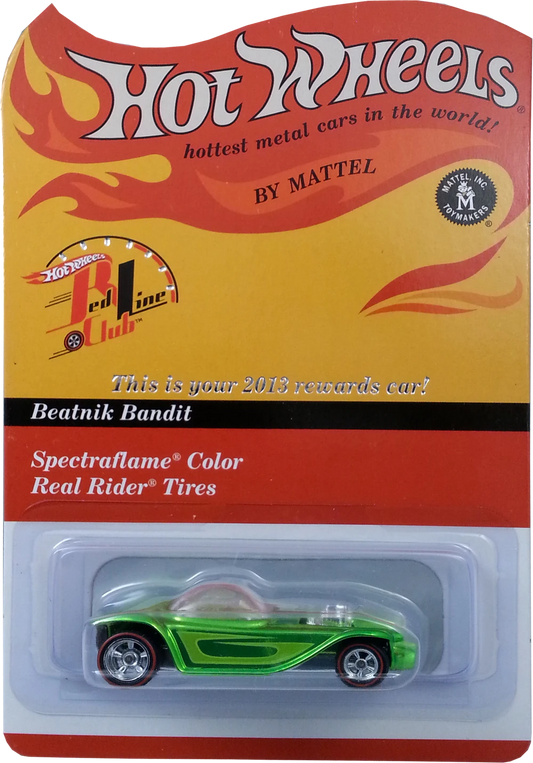 HOT WHEELS®
hottest metal cars in the world!
BY MATTEL
MATTEL, INC.
M
TOYMAKERS®
HOT WHEELS
Red Line
Club™
This is your 2013 rewards car!
Beatnik Bandit
Spectraflame® Color
Real Rider® Tires